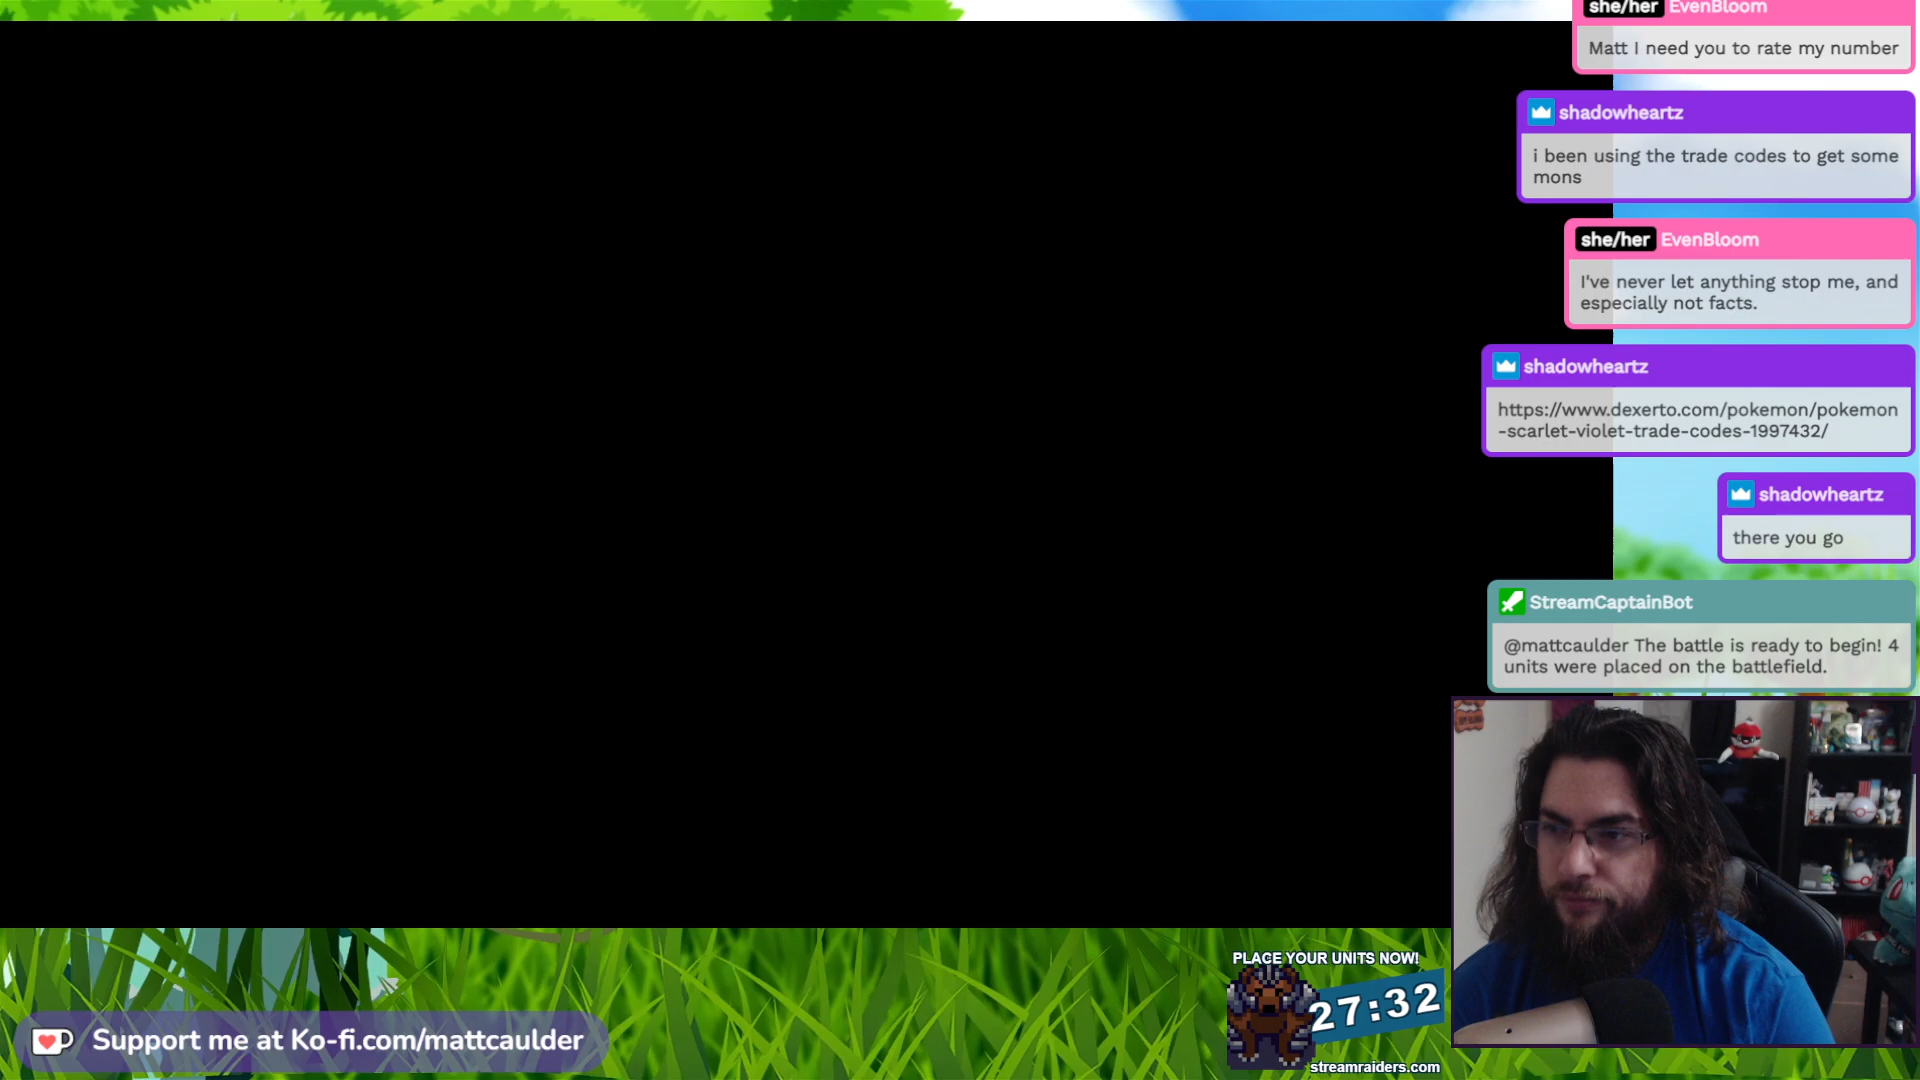 she/her EvenBloom
Matt I need you to rate my number
shadowheartz
i been using the trade codes to get some
mons
she/her EvenBloom
I've never let anything stop me, and
especially not facts.
shadowheartz
https://www.dexerto.com/pokemon/pokemon
-scarlet-violet-trade-codes-1997432/
shadowheartz
there you go
StreamCaptainBot
@mattcaulder The battle is ready to begin! 4
units were placed on the battlefield.
PLACE YOUR UNITS NOW!
27:32
streamraiders.com
Support me at Ko-fi.com/mattcaulder